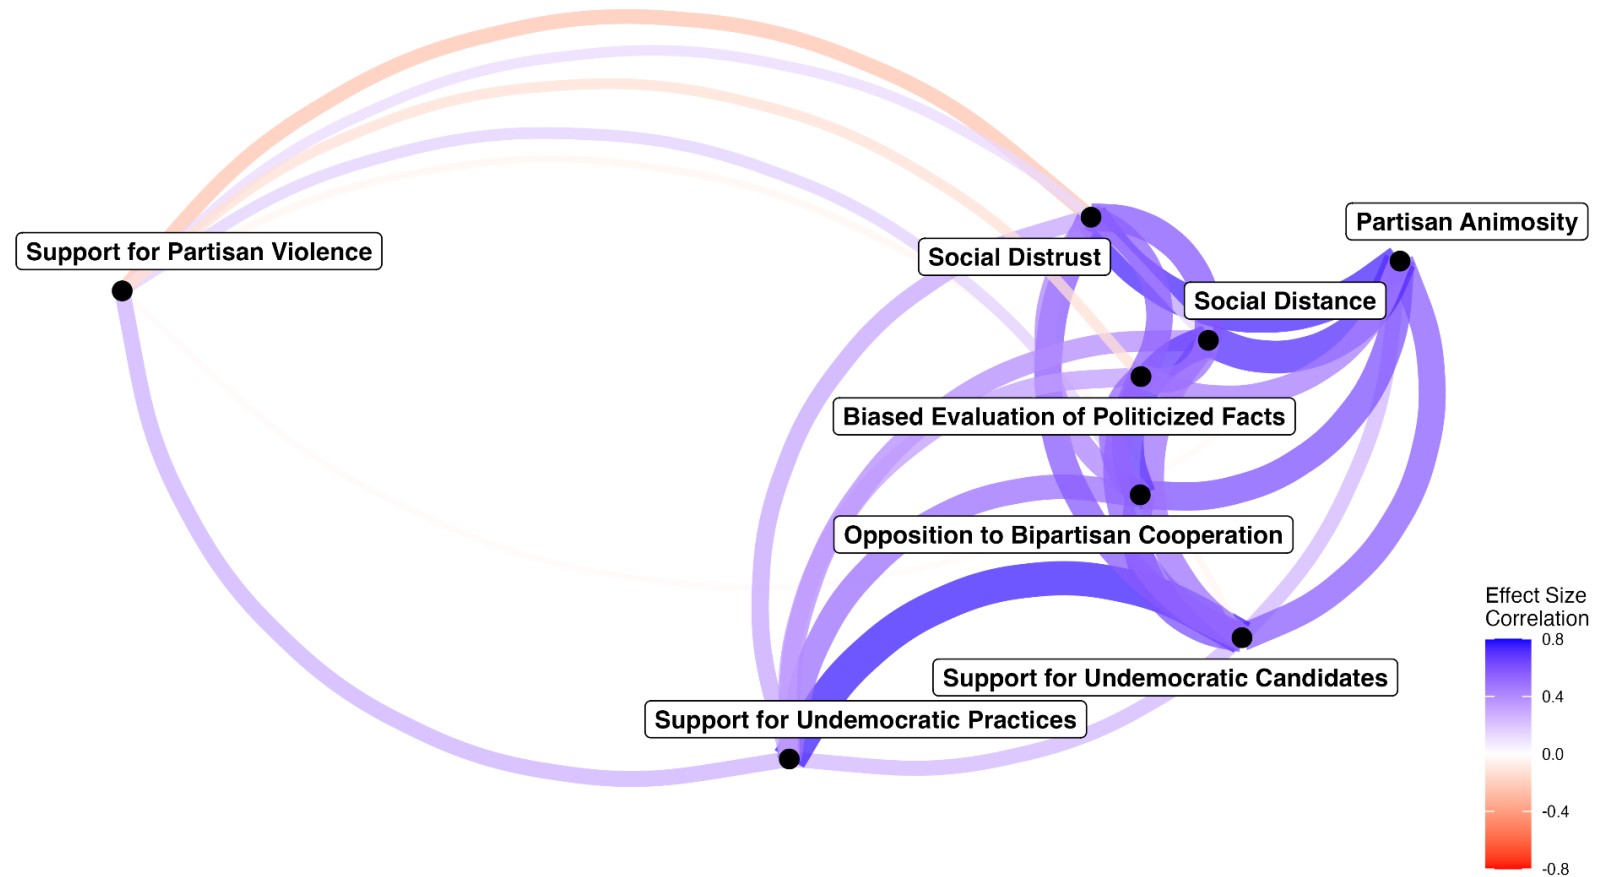 Partisan Animosity
Support for Partisan Violence
Social Distrust
Social Distance
Biased Evaluation of Politicized Facts
Opposition to Bipartisan Cooperation
Support for Undemocratic Candidates
Support for Undemocratic Practices
Effect Size
Correlation
0.8
0.4
0.0
-0.4
-0.8